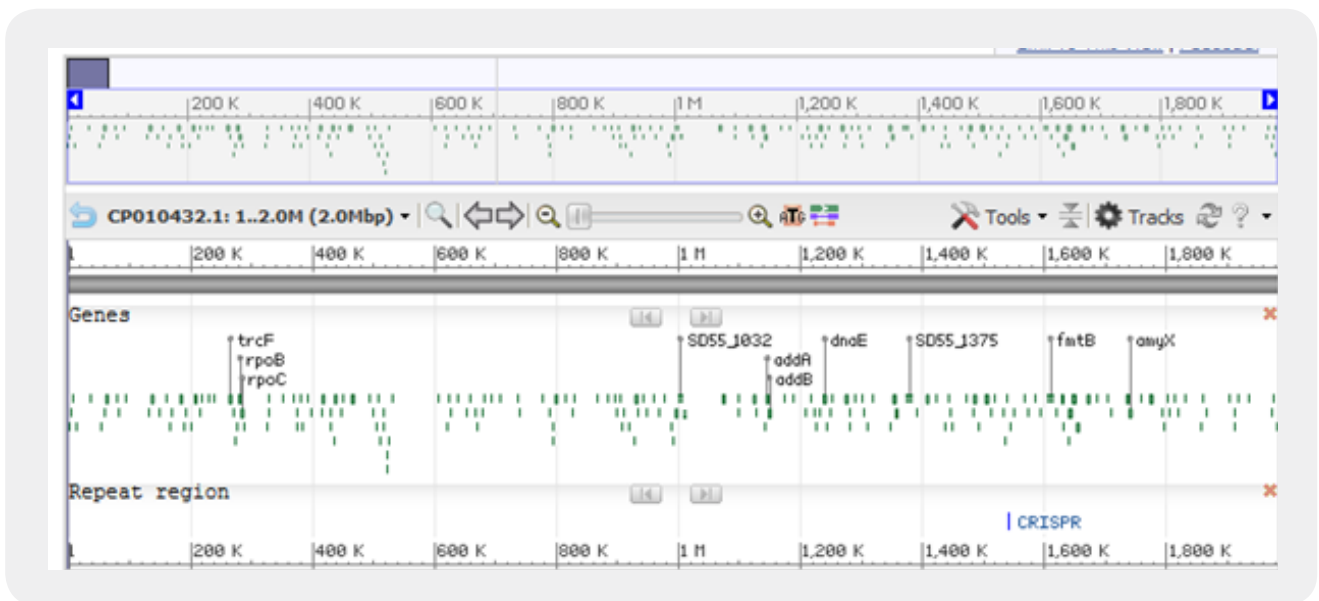 200 K 400 K 600 K 800 K 1 M 1,200 K 1,400 K 1,600 K 1,800 K
CP010432.1: 1..2.0M (2.0Mbp) ATG Tools Tracks ?
1 200 K 400 K 600 K 800 K 1 M 1,200 K 1,400 K 1,600 K 1,800 K
Genes
trcF SD55_1032 dnaE SD55_1375 fmtB amyX
rpoB addA
rpoC addB
Repeat region
CRISPR
1 200 K 400 K 600 K 800 K 1 M 1,200 K 1,400 K 1,600 K 1,800 K